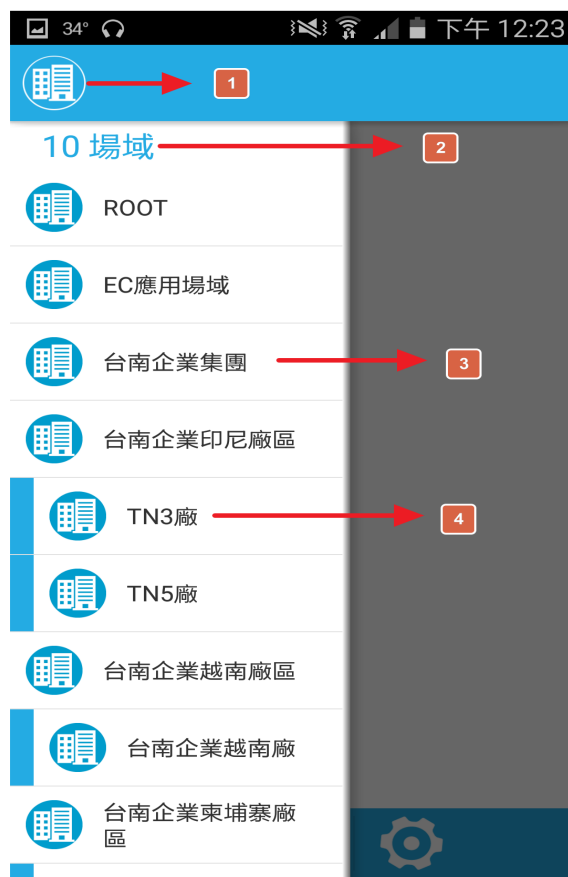 34° 下午 12:23
1
10 場域 2
ROOT
EC應用場域
台南企業集團 3
台南企業印尼廠區
TN3廠 4
TN5廠
台南企業越南廠區
台南企業越南廠
台南企業柬埔寨廠
區